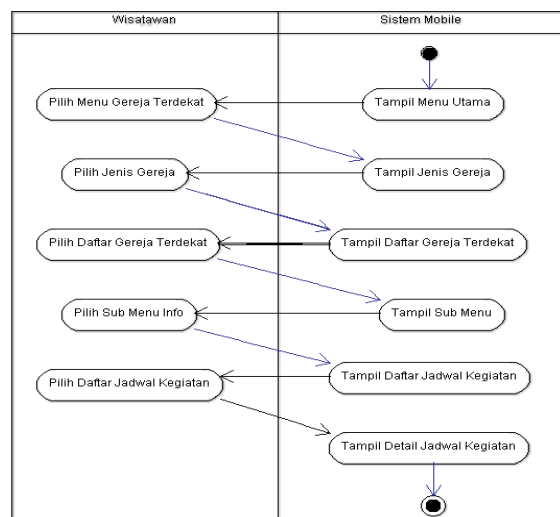 Wisatawan
Sistem Mobile
Tampil Menu Utama
Pilih Menu Gereja Terdekat
Tampil Jenis Gereja
Pilih Jenis Gereja
Tampil Daftar Gereja Terdekat
Pilih Daftar Gereja Terdekat
Tampil Sub Menu
Pilih Sub Menu Info
Tampil Daftar Jadwal Kegiatan
Pilih Daftar Jadwal Kegiatan
Tampil Detail Jadwal Kegiatan